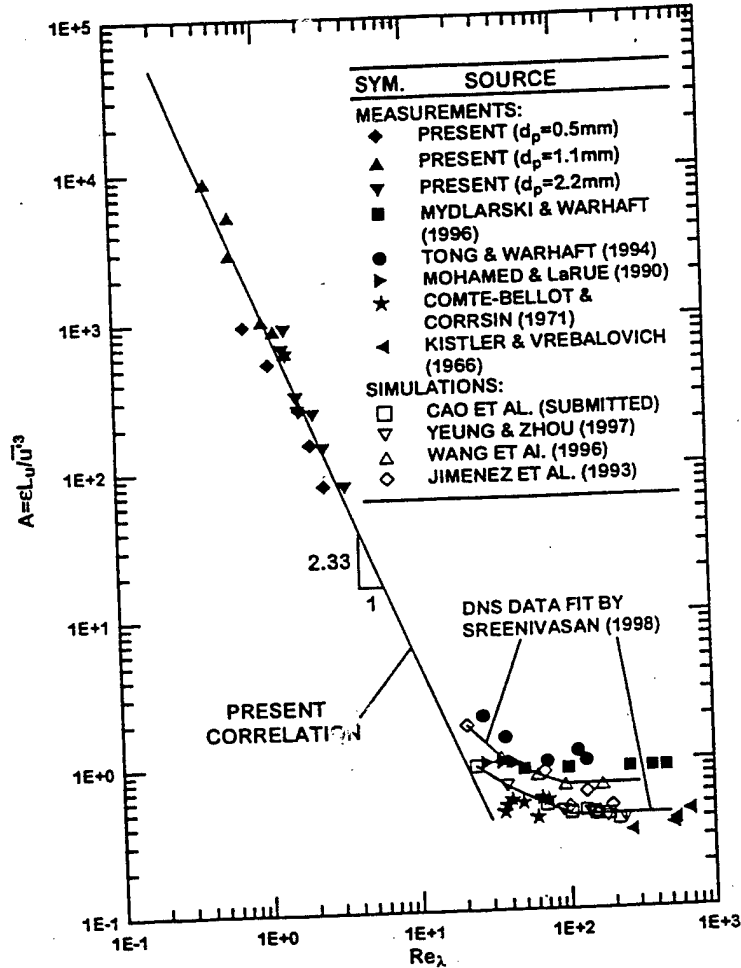 1E+5
1E+4
1E+3
1E+2
1E+1
1E+0
1E-1
A=εL_u/u̅'^3
SYM. SOURCE
MEASUREMENTS:
◆ PRESENT (d_p=0.5mm)
▲ PRESENT (d_p=1.1mm)
▼ PRESENT (d_p=2.2mm)
■ MYDLARSKI & WARHAFT
(1996)
● TONG & WARHAFT (1994)
▶ MOHAMED & LaRUE (1990)
★ COMTE-BELLOT &
CORRSIN (1971)
◀ KISTLER & VREBALOVICH
(1966)
SIMULATIONS:
□ CAO ET AL. (SUBMITTED)
▽ YEUNG & ZHOU (1997)
△ WANG ET Al. (1996)
◇ JIMENEZ ET AL. (1993)
2.33
1
DNS DATA FIT BY
SREENIVASAN (1998)
PRESENT
CORRELATION
1E-1
1E+0
1E+1
1E+2
1E+3
Re_λ